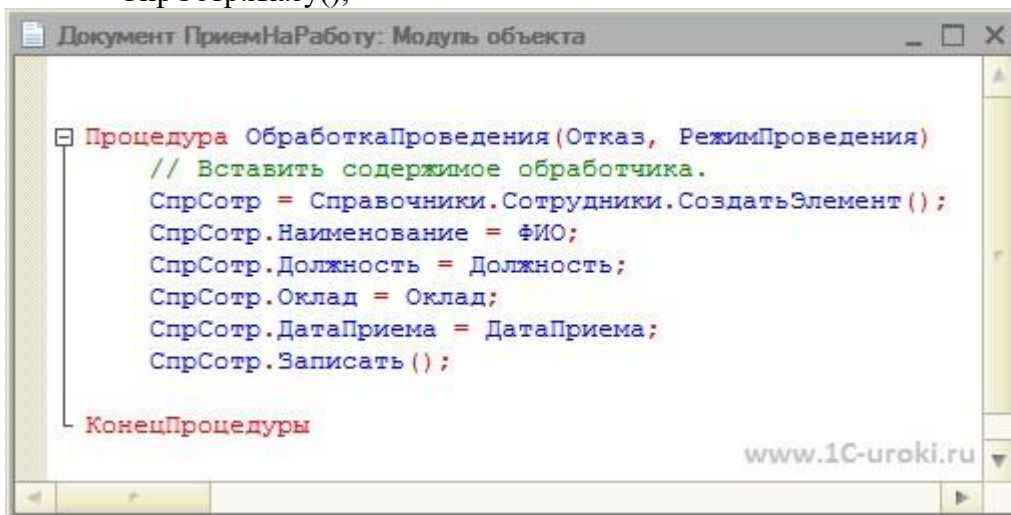 Документ ПриемНаРаботу: Модуль объекта
Процедура ОбработкаПроведения(Отказ, РежимПроведения)
// Вставить содержимое обработчика.
СпрСотр = Справочники.Сотрудники.СоздатьЭлемент();
СпрСотр.Наименование = ФИО;
СпрСотр.Должность = Должность;
СпрСотр.Оклад = Оклад;
СпрСотр.ДатаПриема = ДатаПриема;
СпрСотр.Записать();
КонецПроцедуры
www.1C-uroki.ru